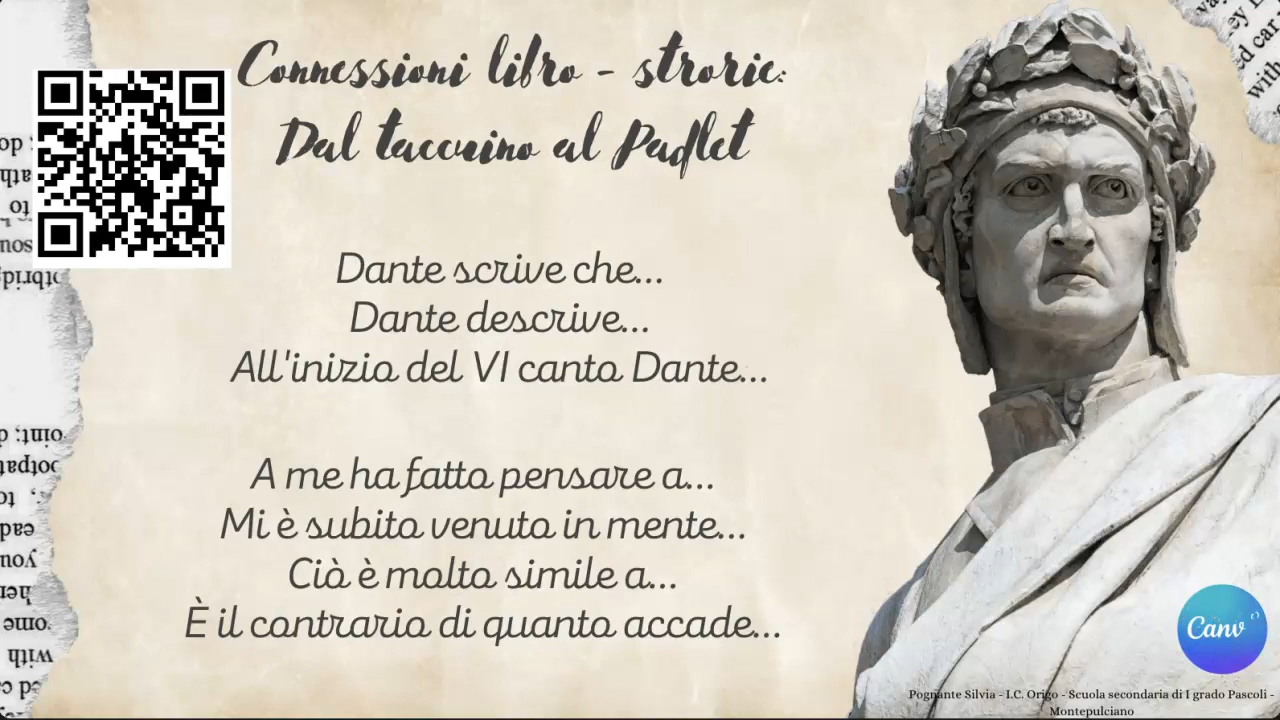 Connessioni libro - strorie:
Dal taccuino al Padlet
Dante scrive che...
Dante descrive...
All'inizio del VI canto Dante...
A me ha fatto pensare a...
Mi è subito venuto in mente...
Ciò è molto simile a...
È il contrario di quanto accade...
Canv
Pognante Silvia - I.C. Origo - Scuola secondaria di I grado Pascoli -
Montepulciano